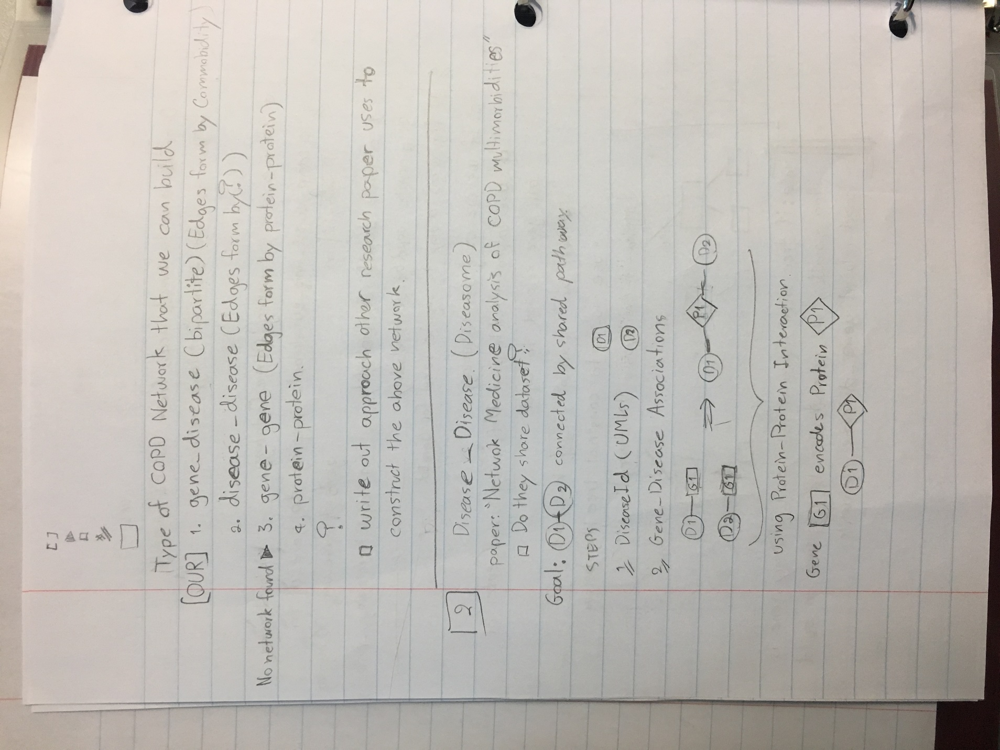 [ ]
Type of COPD Network that we can build
[OUR] 1. gene-disease (bipartite) (Edges form by Commobidity)
2. disease-disease (Edges form by(?))
No network found ▶ 3. gene-gene (Edges form by protein-protein)
4. protein-protein.
?
□ write out approach other research paper uses to
construct the above network.
2 Disease-Disease. (Diseasome)
paper: "Netwok Medicine analysis of COPD multimorbidities"
□ Do they share dataset?
Goal: D1 D2 connected by shared pathway.
STEPS
1 DiseaseId (UMLs) D1 D2
2 Gene-Disease Associations
D1-G1 ⇒ D1-P1-D2
D2-G1
using Protein-Protein Interaction.
Gene G1 encodes Protein P1
D1-P1